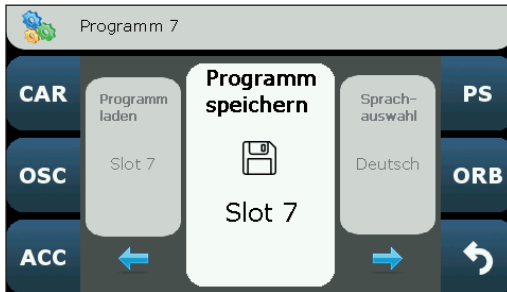 Programm 7
CAR
OSC
ACC
Programm
laden
Slot 7
Programm
speichern
Slot 7
Sprach-
auswahl
Deutsch
PS
ORB